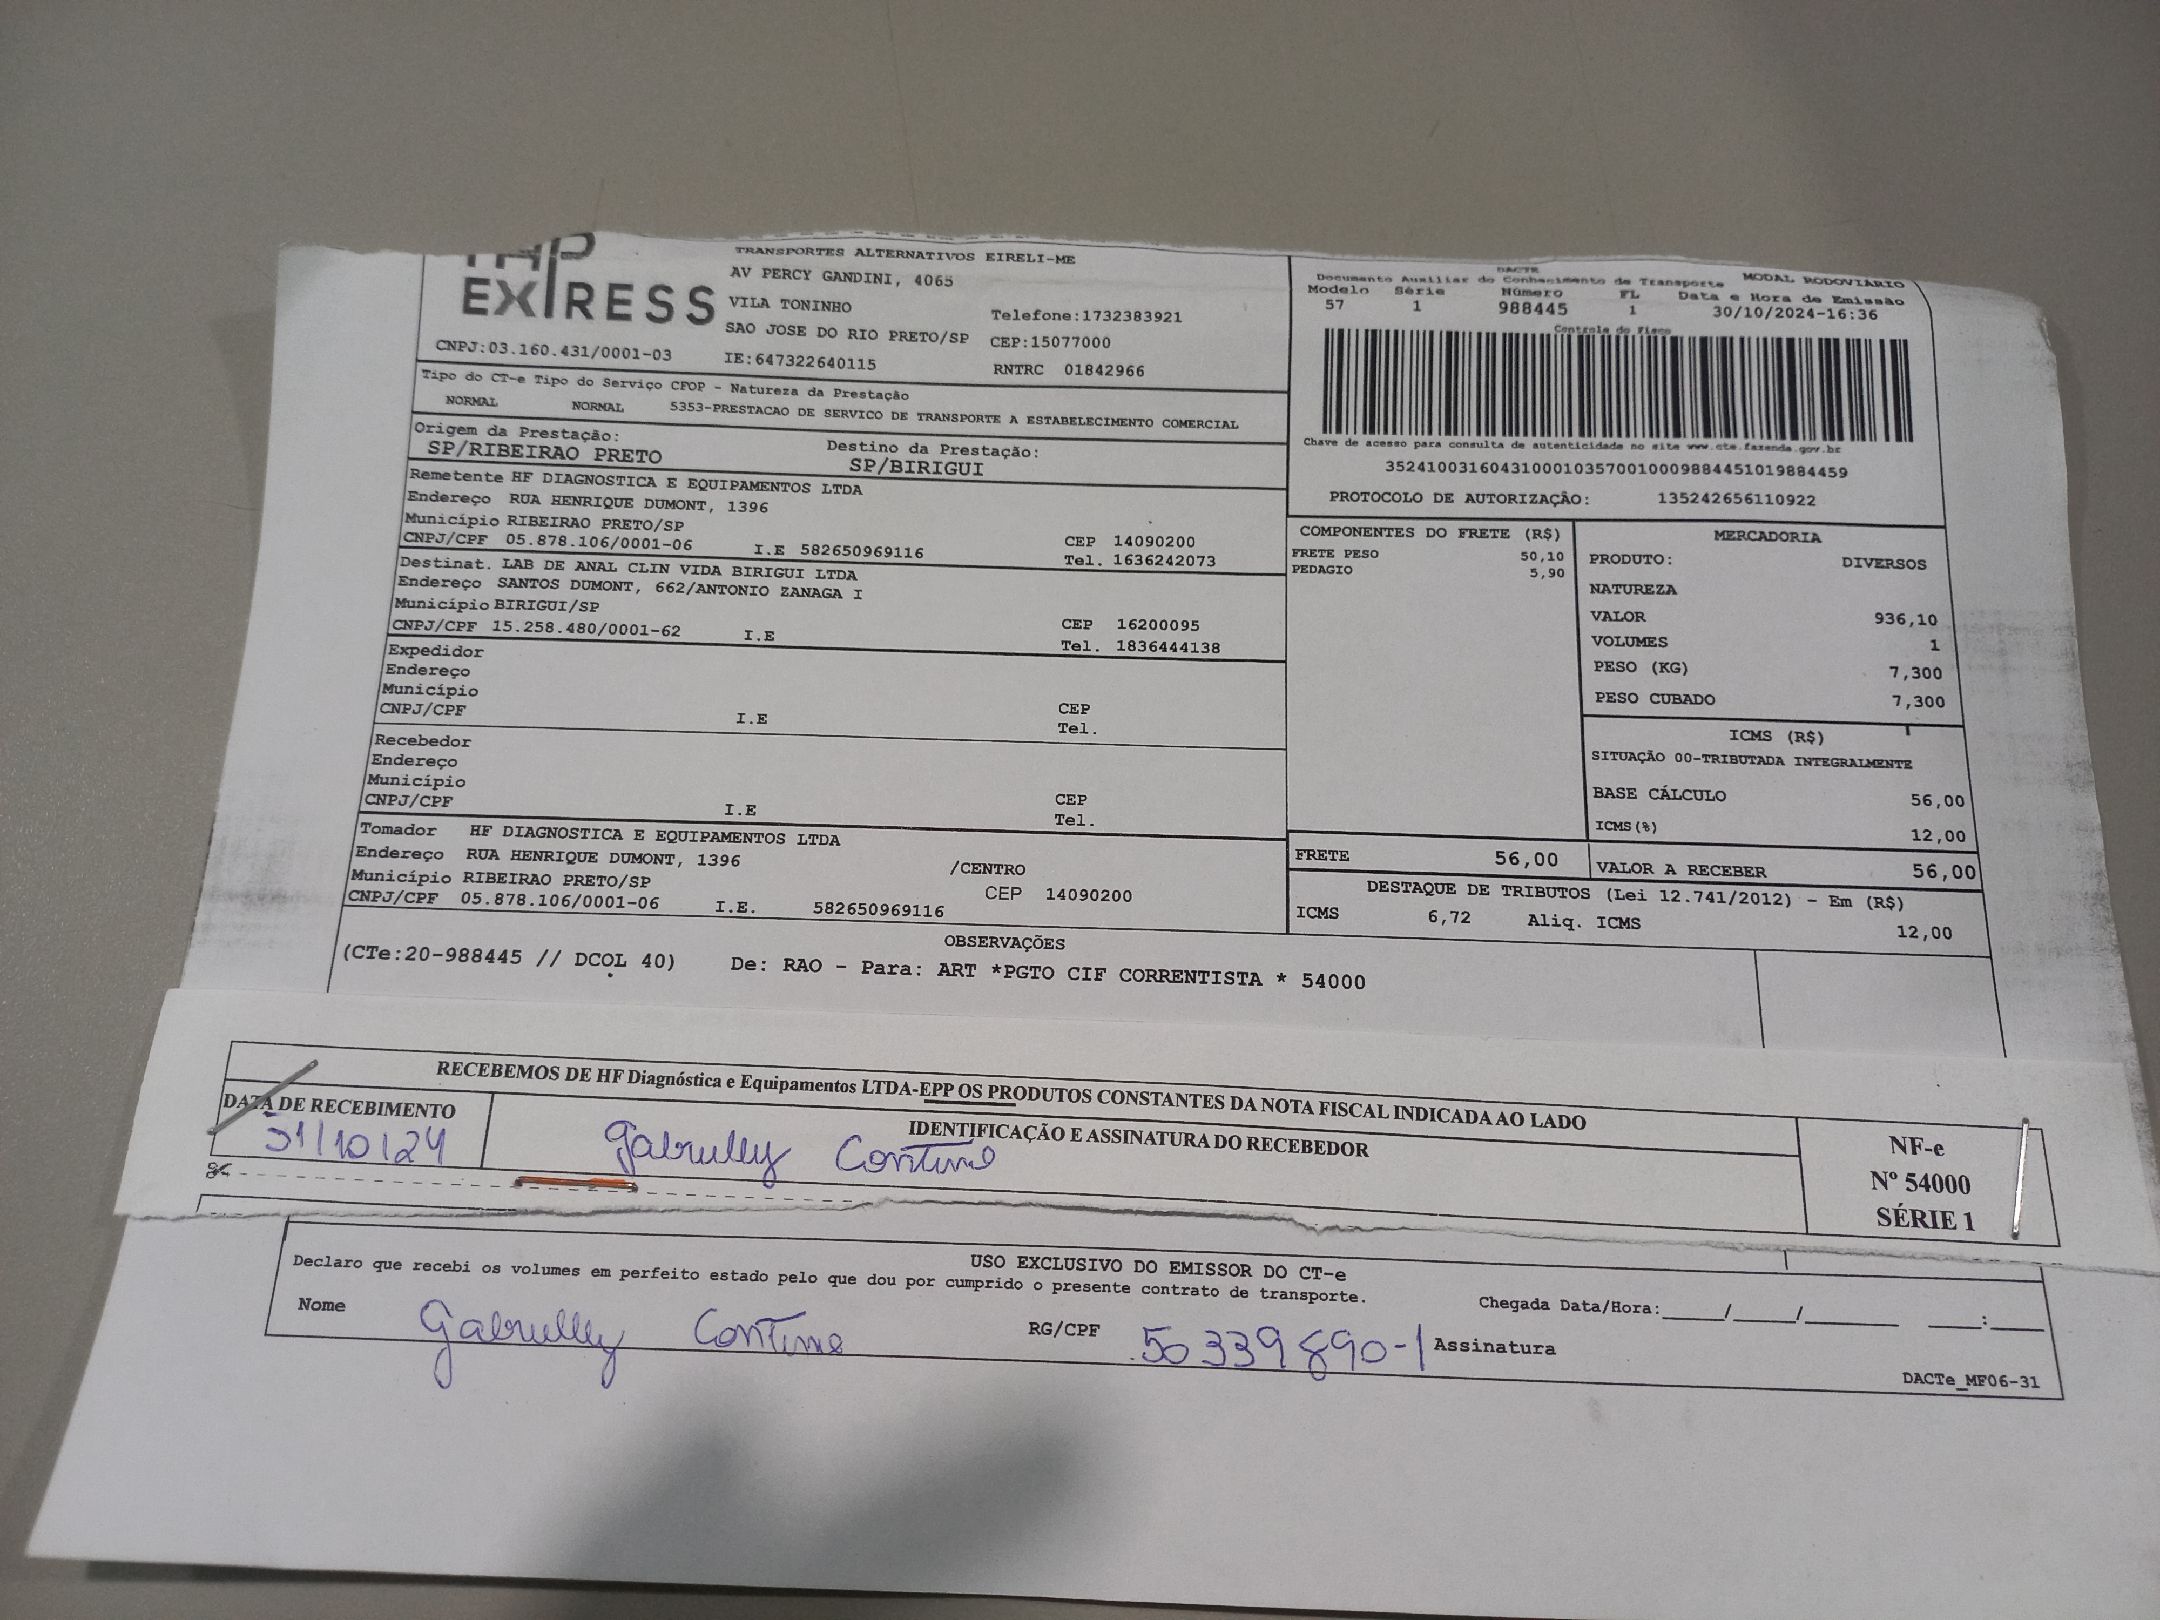 EXPRESS
TRANSPORTES ALTERNATIVOS EIRELI-ME
AV PERCY GANDINI, 4065
VILA TONINHO
Telefone:1732383921
SAO JOSE DO RIO PRETO/SP CEP:15077000
CNPJ:03.160.431/0001-03 IE:647322640115 RNTRC 01842966
DACTE MODAL RODOVIÁRIO
Documento Auxiliar do Conhecimento de Transporte
Modelo Série Número FL Data e Hora de Emissão
57 1 988445 1 30/10/2024-16:36
Controle do Fisco
Chave de acesso para consulta de autenticidade no site www.cte.fazenda.gov.br
35241003160431000103570010009884451019884459
PROTOCOLO DE AUTORIZAÇÃO: 135242656110922
Tipo do CT-e Tipo do Serviço CFOP - Natureza da Prestação
NORMAL NORMAL 5353-PRESTACAO DE SERVICO DE TRANSPORTE A ESTABELECIMENTO COMERCIAL
Origem da Prestação: Destino da Prestação:
SP/RIBEIRAO PRETO SP/BIRIGUI
Remetente HF DIAGNOSTICA E EQUIPAMENTOS LTDA
Endereço RUA HENRIQUE DUMONT, 1396
Município RIBEIRAO PRETO/SP CEP 14090200
CNPJ/CPF 05.878.106/0001-06 I.E 582650969116 Tel. 1636242073
Destinat. LAB DE ANAL CLIN VIDA BIRIGUI LTDA
Endereço SANTOS DUMONT, 662/ANTONIO ZANAGA I
Município BIRIGUI/SP CEP 16200095
CNPJ/CPF 15.258.480/0001-62 I.E Tel. 1836444138
Expedidor
Endereço
Município CEP
CNPJ/CPF I.E Tel.
Recebedor
Endereço
Município CEP
CNPJ/CPF I.E Tel.
Tomador HF DIAGNOSTICA E EQUIPAMENTOS LTDA
Endereço RUA HENRIQUE DUMONT, 1396 /CENTRO
Município RIBEIRAO PRETO/SP CEP 14090200
CNPJ/CPF 05.878.106/0001-06 I.E. 582650969116
COMPONENTES DO FRETE (R$)
FRETE PESO 50,10
PEDAGIO 5,90
MERCADORIA
PRODUTO: DIVERSOS
NATUREZA
VALOR 936,10
VOLUMES 1
PESO (KG) 7,300
PESO CUBADO 7,300
ICMS (R$)
SITUAÇÃO 00-TRIBUTADA INTEGRALMENTE
BASE CÁLCULO 56,00
ICMS(%) 12,00
FRETE 56,00 VALOR A RECEBER 56,00
DESTAQUE DE TRIBUTOS (Lei 12.741/2012) - Em (R$)
ICMS 6,72 Aliq. ICMS 12,00
OBSERVAÇÕES
(CTe:20-988445 // DCOL 40) De: RAO - Para: ART *PGTO CIF CORRENTISTA * 54000
RECEBEMOS DE HF Diagnóstica e Equipamentos LTDA-EPP OS PRODUTOS CONSTANTES DA NOTA FISCAL INDICADA AO LADO
DATA DE RECEBIMENTO IDENTIFICAÇÃO E ASSINATURA DO RECEBEDOR
31/10/24 Gabrielly
NF-e
Nº 54000
SÉRIE 1
USO EXCLUSIVO DO EMISSOR DO CT-e
Declaro que recebi os volumes em perfeito estado pelo que dou por cumprido o presente contrato de transporte.
Chegada Data/Hora:____/____/______ ___:___
Nome Gabrielly RG/CPF 50339890-1 Assinatura
DACTe_MF06-31